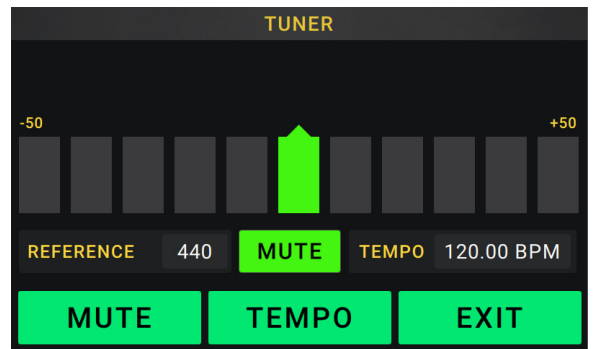 TUNER
-50 +50
REFERENCE 440 MUTE TEMPO 120.00 BPM
MUTE TEMPO EXIT